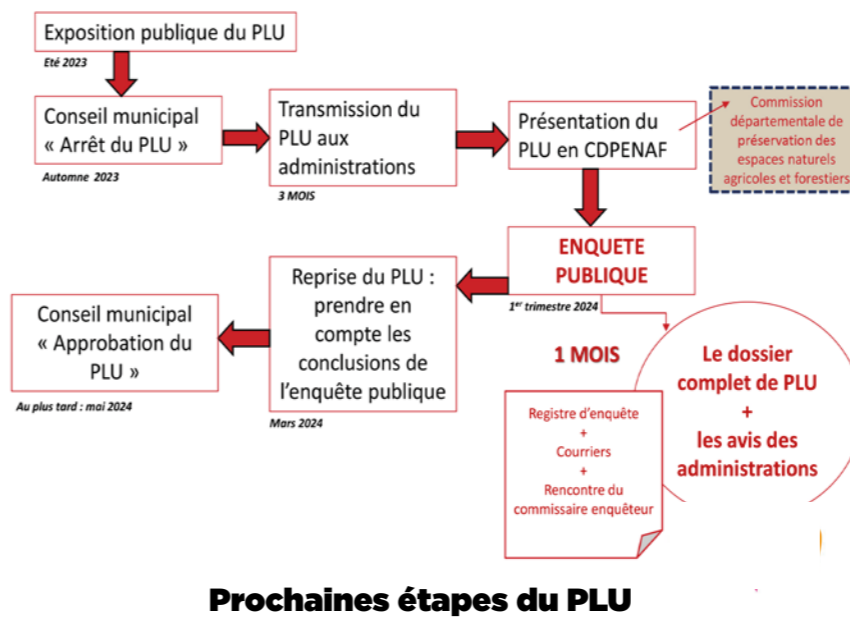 Exposition publique du PLU
Eté 2023
Conseil municipal
« Arrêt du PLU »
Automne 2023
Transmission du
PLU aux
administrations
3 MOIS
Présentation du
PLU en CDPENAF
Commission
départementale de
préservation des
espaces naturels
agricoles et forestiers
ENQUETE
PUBLIQUE
1er trimestre 2024
Reprise du PLU :
prendre en
compte les
conclusions de
l’enquête publique
Mars 2024
Conseil municipal
« Approbation du
PLU »
Au plus tard : mai 2024
1 MOIS
Le dossier
complet de PLU
+
les avis des
administrations
Registre d’enquête
+
Courriers
+
Rencontre du
commissaire enquêteur
Prochaines étapes du PLU